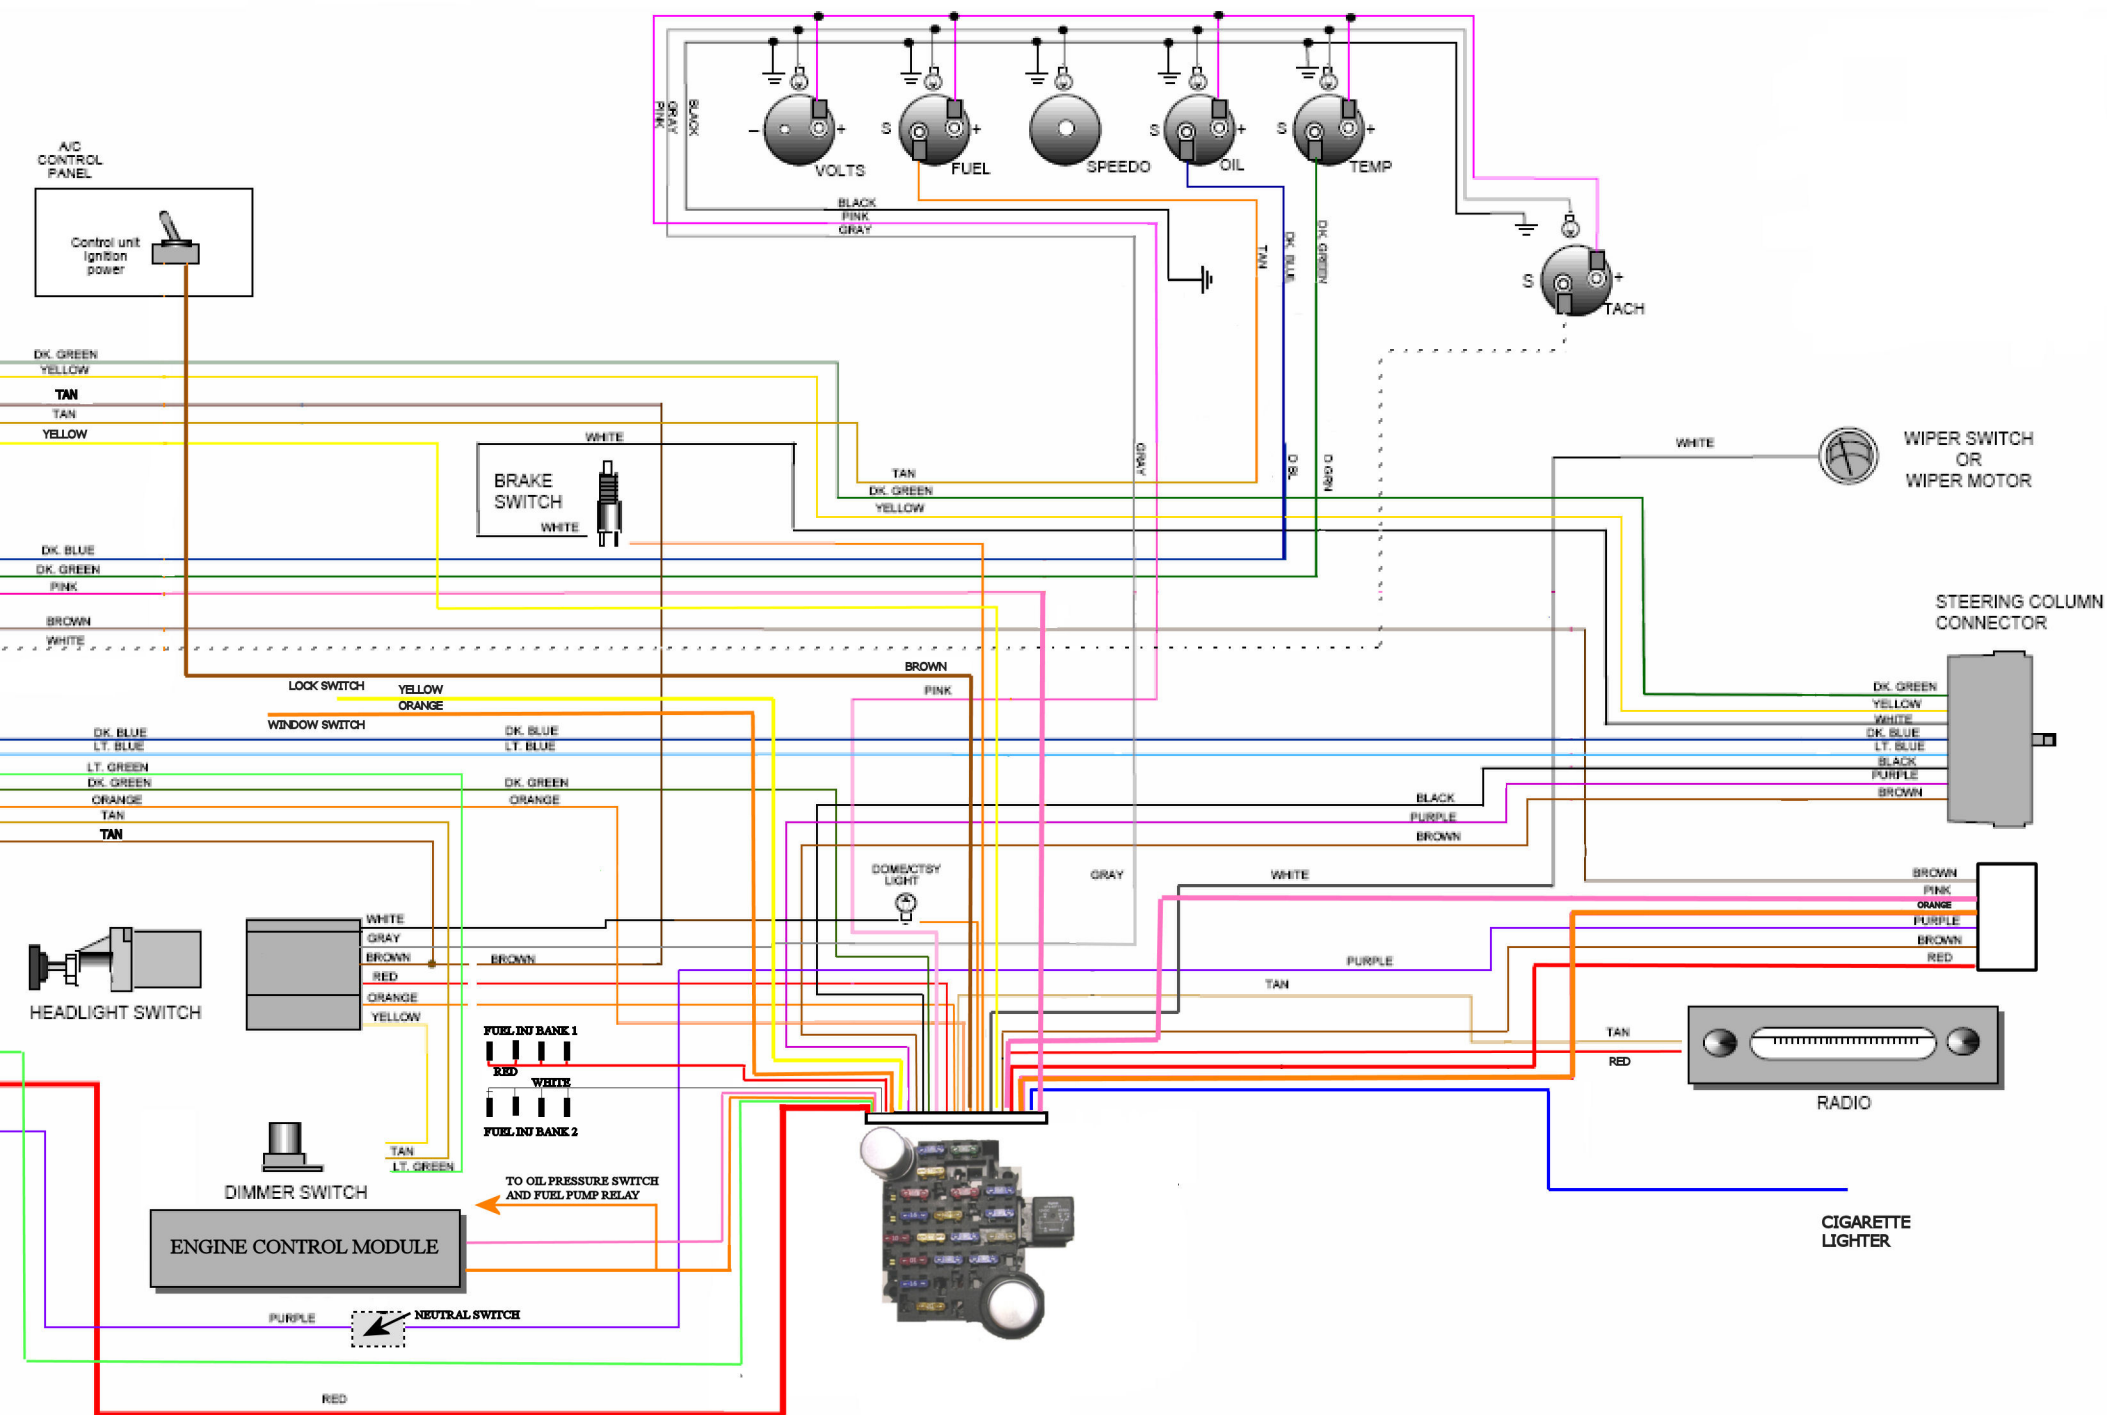 A/C
CONTROL
PANEL
Control unit
Ignition
power
PINK
GRAY
BLACK
-
+
VOLTS
S
+
FUEL
SPEEDO
S
+
OIL
S
+
TEMP
S
+
TACH
BLACK
PINK
GRAY
TAN
DK. BLUE
DK. GREEN
DK. GREEN
YELLOW
TAN
TAN
YELLOW
WHITE
BRAKE
SWITCH
WHITE
GRAY
D BL
D GRN
TAN
DK. GREEN
YELLOW
WHITE
WIPER SWITCH
OR
WIPER MOTOR
DK. BLUE
DK. GREEN
PINK
BROWN
WHITE
STEERING COLUMN
CONNECTOR
BROWN
PINK
LOCK SWITCH
YELLOW
ORANGE
WINDOW SWITCH
DK. BLUE
LT. BLUE
LT. GREEN
DK. GREEN
ORANGE
TAN
TAN
DK. BLUE
LT. BLUE
DK. GREEN
ORANGE
DK. GREEN
YELLOW
WHITE
DK. BLUE
LT. BLUE
BLACK
PURPLE
BROWN
BLACK
PURPLE
BROWN
DOME/CTSY
LIGHT
GRAY
WHITE
BROWN
PINK
ORANGE
PURPLE
BROWN
RED
HEADLIGHT SWITCH
WHITE
GRAY
BROWN
RED
ORANGE
YELLOW
BROWN
PURPLE
TAN
FUEL INJ BANK 1
RED
WHITE
FUEL INJ BANK 2
TAN
RED
RADIO
TAN
LT. GREEN
DIMMER SWITCH
TO OIL PRESSURE SWITCH
AND FUEL PUMP RELAY
ENGINE CONTROL MODULE
CIGARETTE
LIGHTER
PURPLE
NEUTRAL SWITCH
RED